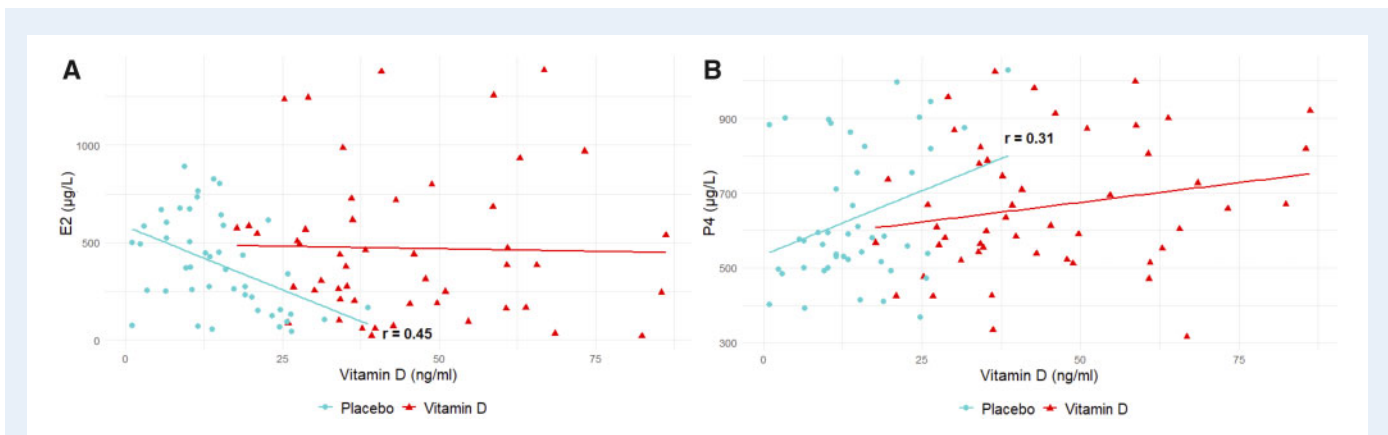 A
E2 (µg/L)
1000
500
0
r = 0.45
0
25
50
75
Vitamin D (ng/ml)
Placebo
Vitamin D
B
P4 (µg/L)
900
700
500
300
r = 0.31
0
25
50
75
Vitamin D (ng/ml)
Placebo
Vitamin D